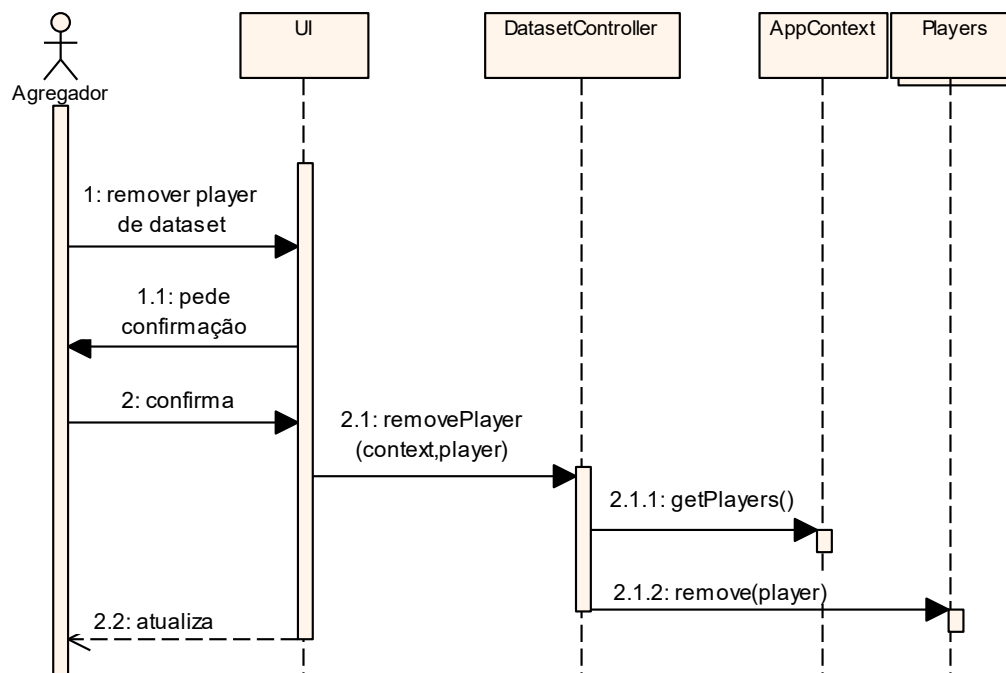 UI
DatasetController
AppContext
Players
Agregador
1: remover player
de dataset
1.1: pede
confirmação
2: confirma
2.1: removePlayer
(context,player)
2.1.1: getPlayers()
2.1.2: remove(player)
2.2: atualiza